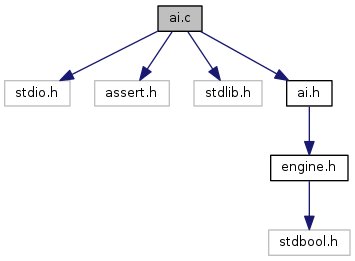 ai.c
stdio.h
assert.h
stdlib.h
ai.h
engine.h
stdbool.h